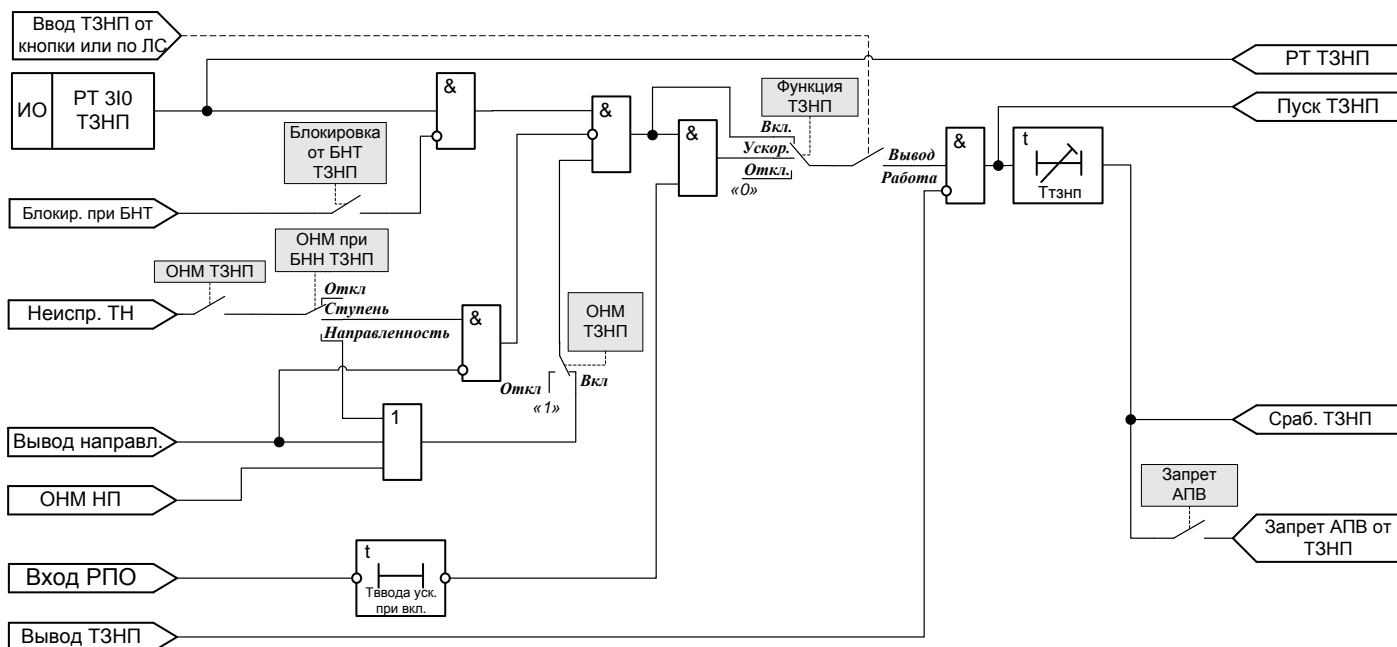 Ввод ТЗНП от
кнопки или по ЛС
РТ ТЗНП
ИО
РТ 3I0
ТЗНП
&
Функция
ТЗНП
Пуск ТЗНП
&
Блокировка
от БНТ
ТЗНП
&
Вкл.
Ускор.
Откл.
«0»
Вывод
Работа
&
t
Ттзнп
Блокир. при БНТ
ОНМ ТЗНП
ОНМ при
БНН ТЗНП
Неиспр. ТН
Откл
Ступень
Направленность
&
ОНМ
ТЗНП
Откл
Вкл
«1»
1
Вывод направл.
Сраб. ТЗНП
ОНМ НП
Запрет
АПВ
Запрет АПВ от
ТЗНП
Вход РПО
t
Тввода уск.
при вкл.
Вывод ТЗНП